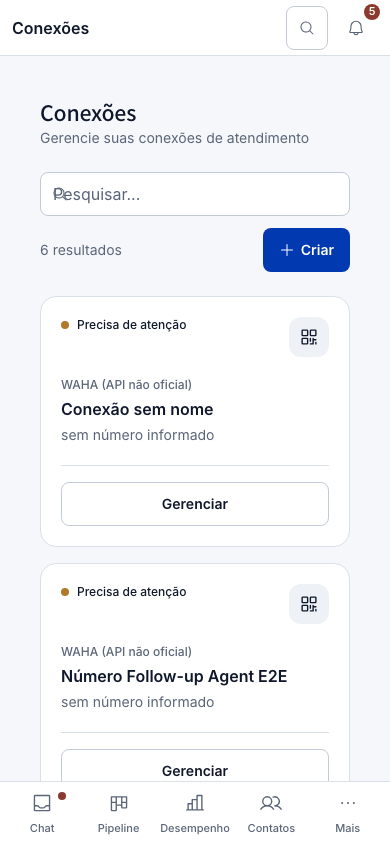 Conexões
5
Conexões
Gerencie suas conexões de atendimento
Pesquisar...
6 resultados
Criar
Precisa de atenção
WAHA (API não oficial)
Conexão sem nome
sem número informado
Gerenciar
Precisa de atenção
WAHA (API não oficial)
Número Follow-up Agent E2E
sem número informado
Gerenciar
Chat
Pipeline
Desempenho
Contatos
Mais